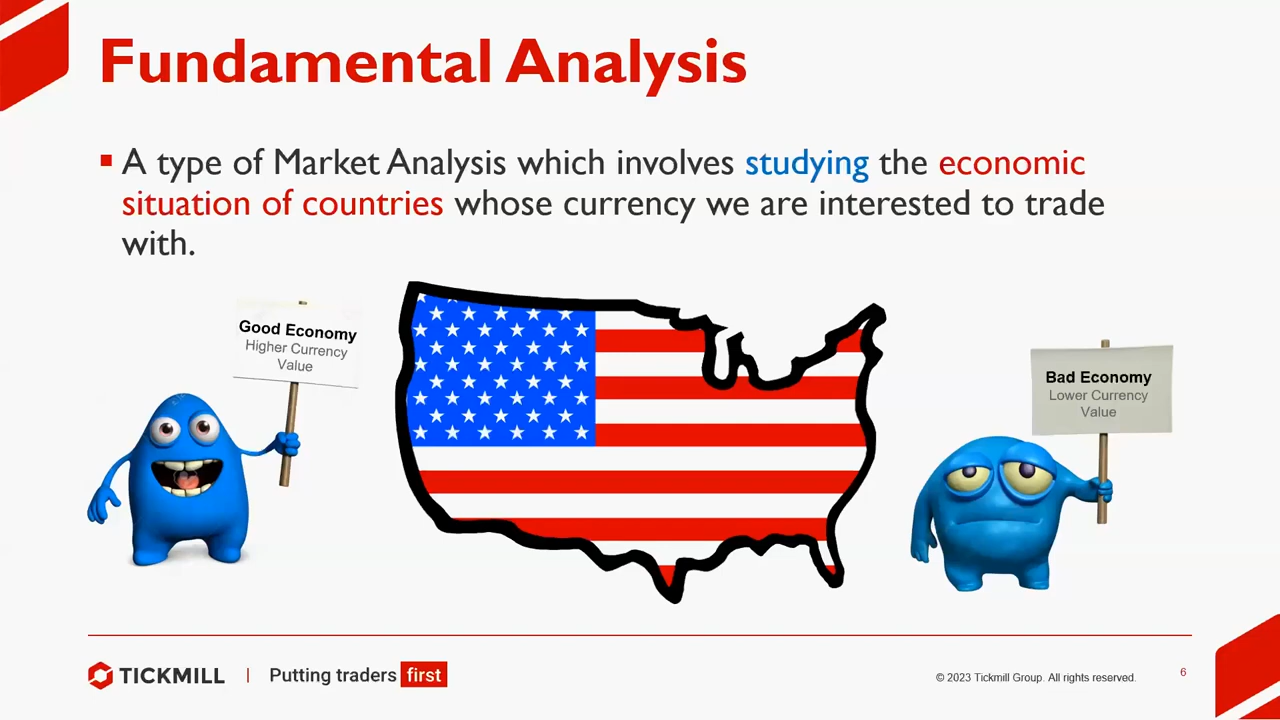 Fundamental Analysis
▪ A type of Market Analysis which involves studying the economic
situation of countries whose currency we are interested to trade
with.
Good Economy
Higher Currency
Value
Bad Economy
Lower Currency
Value
TICKMILL | Putting traders first
© 2023 Tickmill Group. All rights reserved.
6